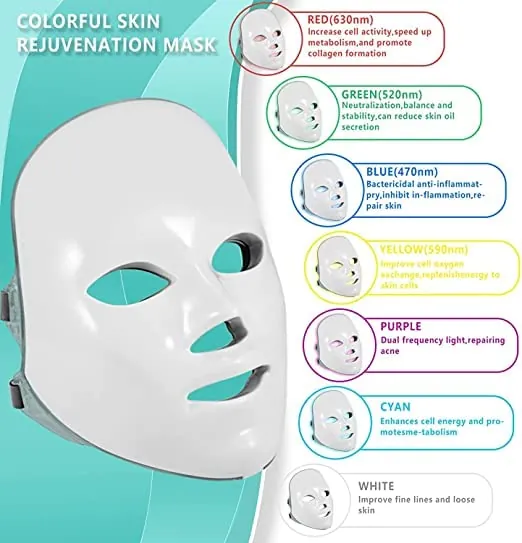 COLORFUL SKIN
REJUVENATION MASK
RED(630nm)
Increase cell activity,speed up
metabolism,and promote
collagen formation
GREEN(520nm)
Neutralization,balance and
stability,can reduce skin oil
secretion
BLUE(470nm)
Bactericidal anti-inflammat-
pry,inhibit in-flammation,re-
pair skin
YELLOW(590nm)
Improve cell oxygen
exchange,replenishenergy to
skin cells
PURPLE
Dual frequency light,repairing
acne
CYAN
Enhances cell energy and pro-
motesme-tabolism
WHITE
Improve fine lines and loose
skin